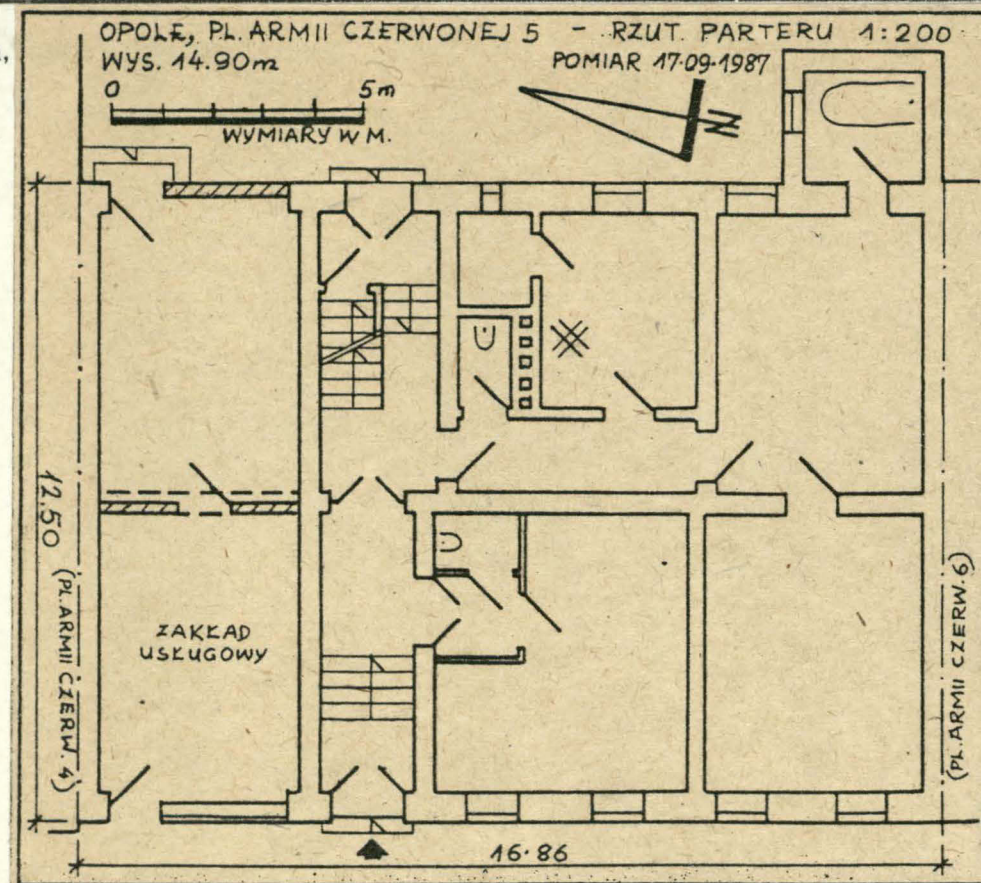 OPOLE, PL. ARMII CZERWONEJ 5 - RZUT. PARTERU 1:200
WYS. 14.90m
POMIAR 17·09·1987
0 5m
WYMIARY W M.
N
12.50
(PL. ARMII CZERW. 4)
ZAKŁAD
USŁUGOWY
(PL. ARMII CZERW. 6)
16·86